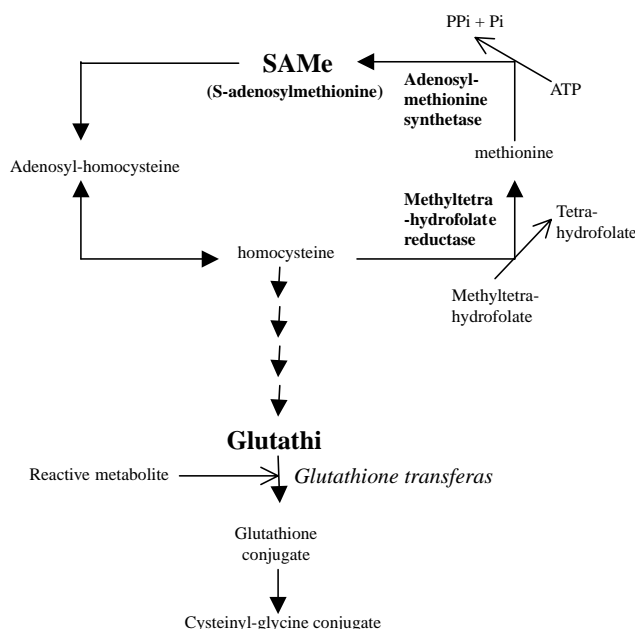 PPi + Pi
SAMe
(S-adenosylmethionine)
Adenosyl-
methionine
synthetase
ATP
methionine
Adenosyl-homocysteine
Methyltetra
-hydrofolate
reductase
Tetra-
hydrofolate
homocysteine
Methyltetra-
hydrofolate
Glutathi
Reactive metabolite
Glutathione transferas
Glutathione
conjugate
Cysteinyl-glycine conjugate